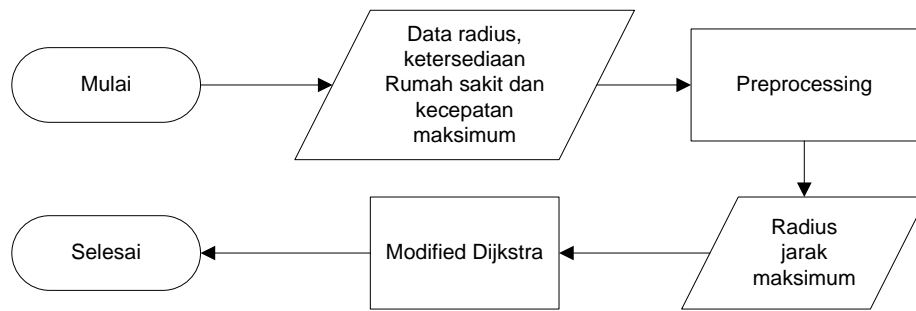 Mulai
Data radius,
ketersediaan
Rumah sakit dan
kecepatan
maksimum
Preprocessing
Radius
jarak
maksimum
Modified Dijkstra
Selesai